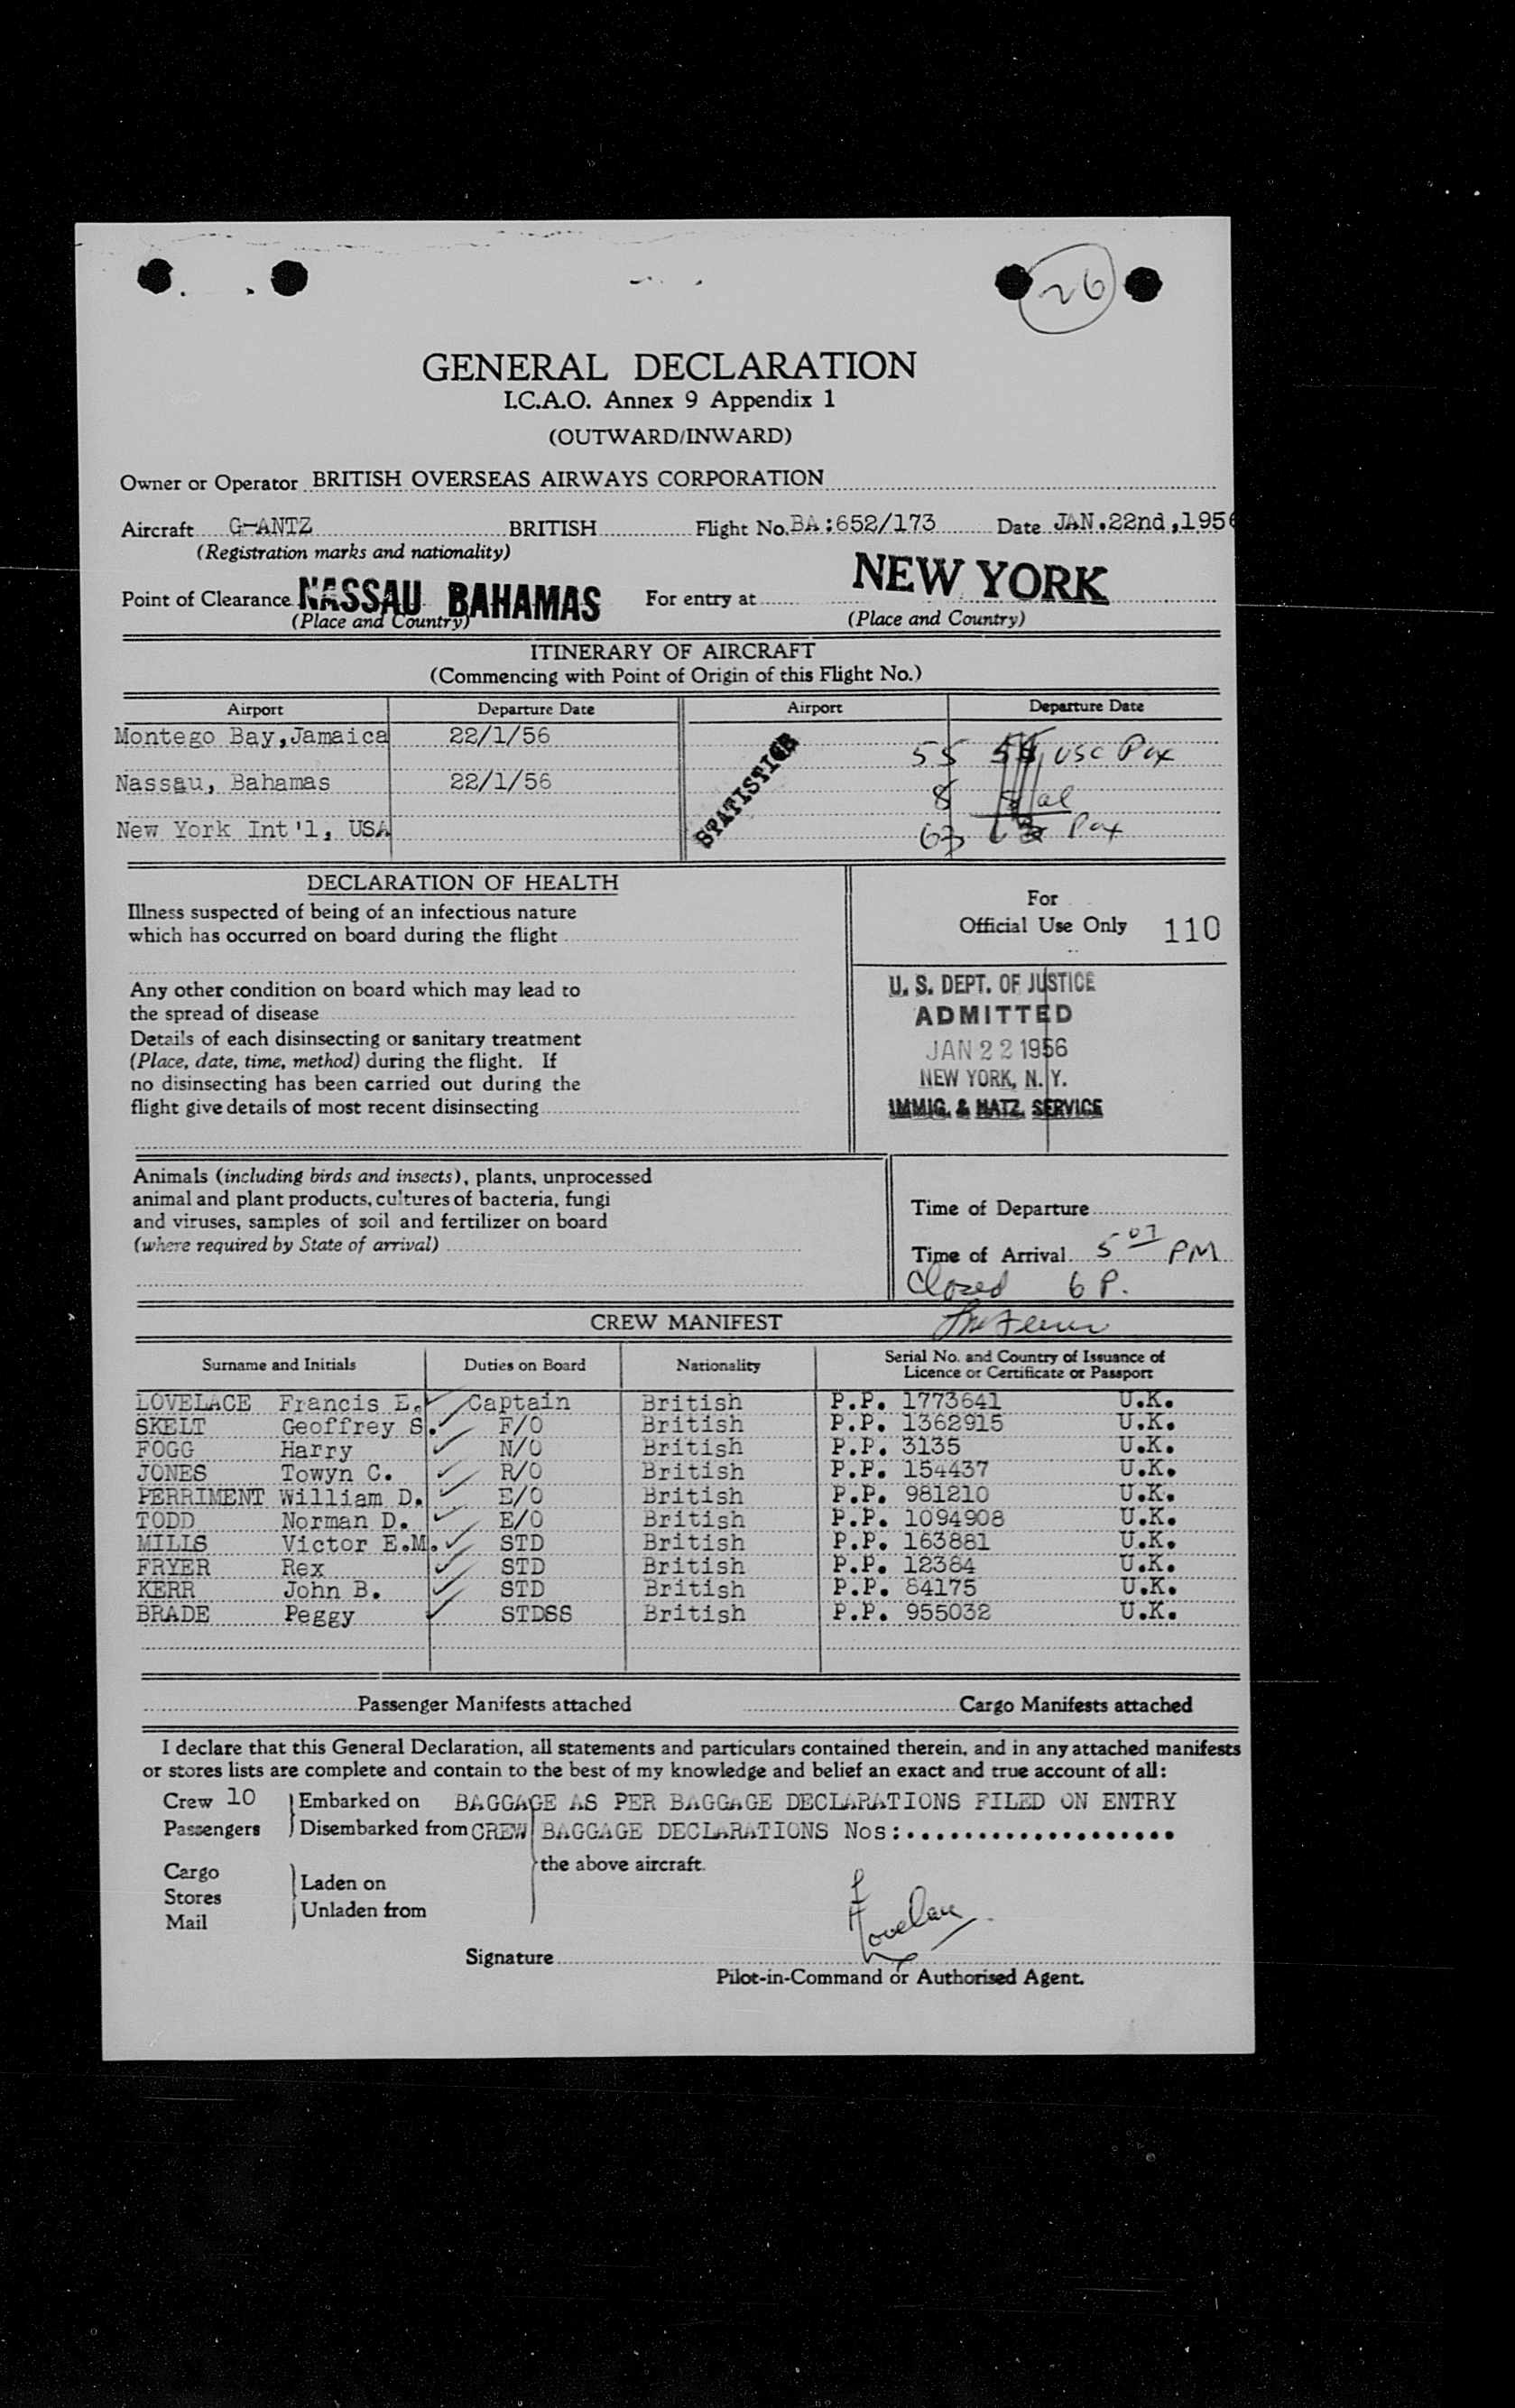 26
GENERAL DECLARATION
I.C.A.O. Annex 9 Appendix 1
(OUTWARD/INWARD)
Owner or Operator BRITISH OVERSEAS AIRWAYS CORPORATION
Aircraft G-ANTZ BRITISH Flight No. BA:652/173 Date JAN.22nd,1956
(Registration marks and nationality)
Point of Clearance NASSAU BAHAMAS For entry at NEW YORK
(Place and Country) (Place and Country)
ITINERARY OF AIRCRAFT
(Commencing with Point of Origin of this Flight No.)
Airport Departure Date Airport Departure Date
Montego Bay, Jamaica 22/1/56 55 USC Pax
Nassau, Bahamas 22/1/56 STATISTICS 8 al
New York Int'l, USA 63 Pax
DECLARATION OF HEALTH
Illness suspected of being of an infectious nature
which has occurred on board during the flight
For
Official Use Only 110
Any other condition on board which may lead to
the spread of disease
Details of each disinsecting or sanitary treatment
(Place, date, time, method) during the flight. If
no disinsecting has been carried out during the
flight give details of most recent disinsecting
U. S. DEPT. OF JUSTICE
ADMITTED
JAN 22 1956
NEW YORK, N. Y.
IMMIG. & NATZ. SERVICE
Animals (including birds and insects), plants, unprocessed
animal and plant products, cultures of bacteria, fungi
and viruses, samples of soil and fertilizer on board
(where required by State of arrival)
Time of Departure
Time of Arrival 5 07 PM
Closed 6 P.
CREW MANIFEST
Surname and Initials Duties on Board Nationality Serial No. and Country of Issuance of
Licence or Certificate or Passport
LOVELACE Francis E. Captain British P.P. 1773641 U.K.
SKELT Geoffrey S. F/O British P.P. 1362915 U.K.
FOGG Harry N/O British P.P. 3135 U.K.
JONES Towyn C. R/O British P.P. 154437 U.K.
PERRIMENT William D. E/O British P.P. 981210 U.K.
TODD Norman D. E/O British P.P. 1094908 U.K.
MILLS Victor E.M. STD British P.P. 163881 U.K.
FRYER Rex STD British P.P. 12384 U.K.
KERR John B. STD British P.P. 84175 U.K.
BRADE Peggy STDSS British P.P. 955032 U.K.
Passenger Manifests attached Cargo Manifests attached
I declare that this General Declaration, all statements and particulars contained therein, and in any attached manifests
or stores lists are complete and contain to the best of my knowledge and belief an exact and true account of all:
Crew 10 Embarked on BAGGAGE AS PER BAGGAGE DECLARATIONS FILED ON ENTRY
Passengers Disembarked from CREW BAGGAGE DECLARATIONS Nos:....................
the above aircraft.
Cargo
Stores Laden on
Mail Unladen from
Signature F Lovelace
Pilot-in-Command or Authorised Agent.